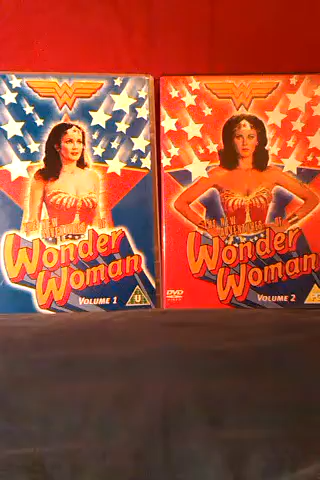 THE NEW
ADVENTURES OF
Wonder
Woman
VOLUME 1
U
THE NEW
ADVENTURES OF
Wonder
Woman
DVD
VOLUME 2
PG